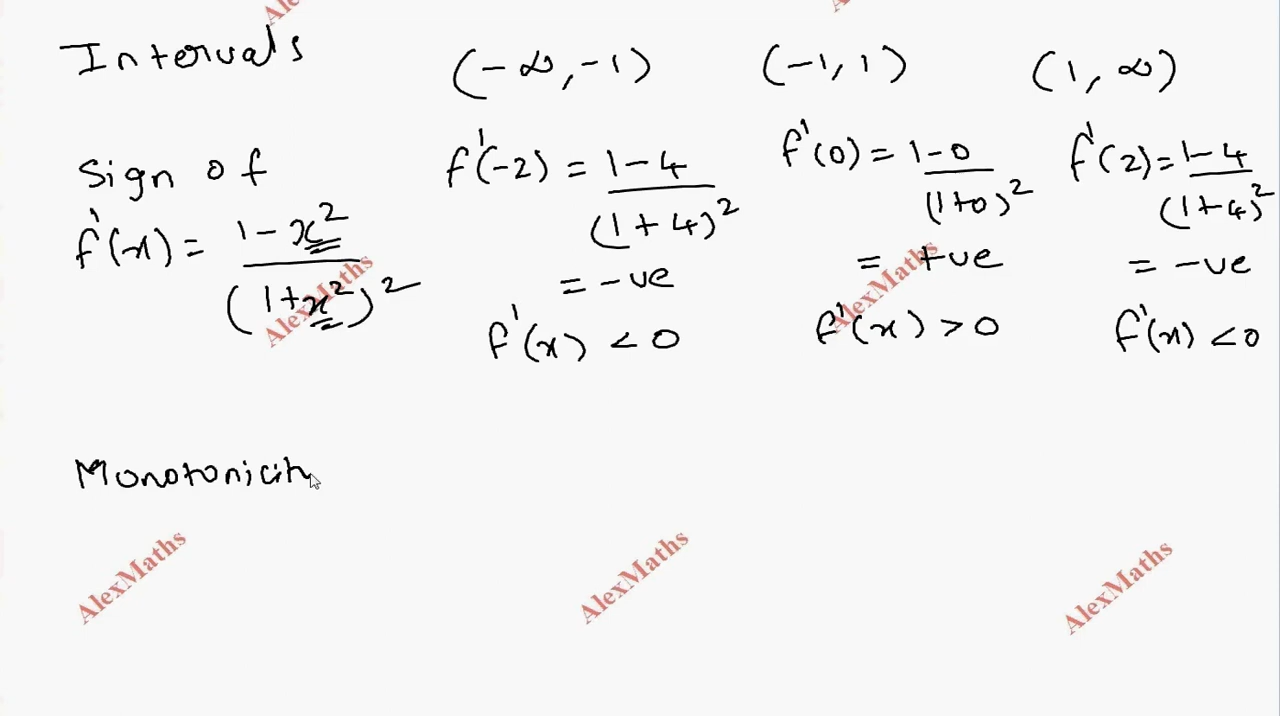 Intervals (-∞, -1) (-1, 1) (1, ∞)
Sign of
f'(x) = 1-x² / (1+x²)²
f'(-2) = 1-4 / (1+4)²
= -ve
f'(x) < 0
f'(0) = 1-0 / (1+0)²
= +ve
f'(x) > 0
f'(2) = 1-4 / (1+4)²
= -ve
f'(x) < 0
Monotonicity
AlexMaths
AlexMaths
AlexMaths
AlexMaths
AlexMaths